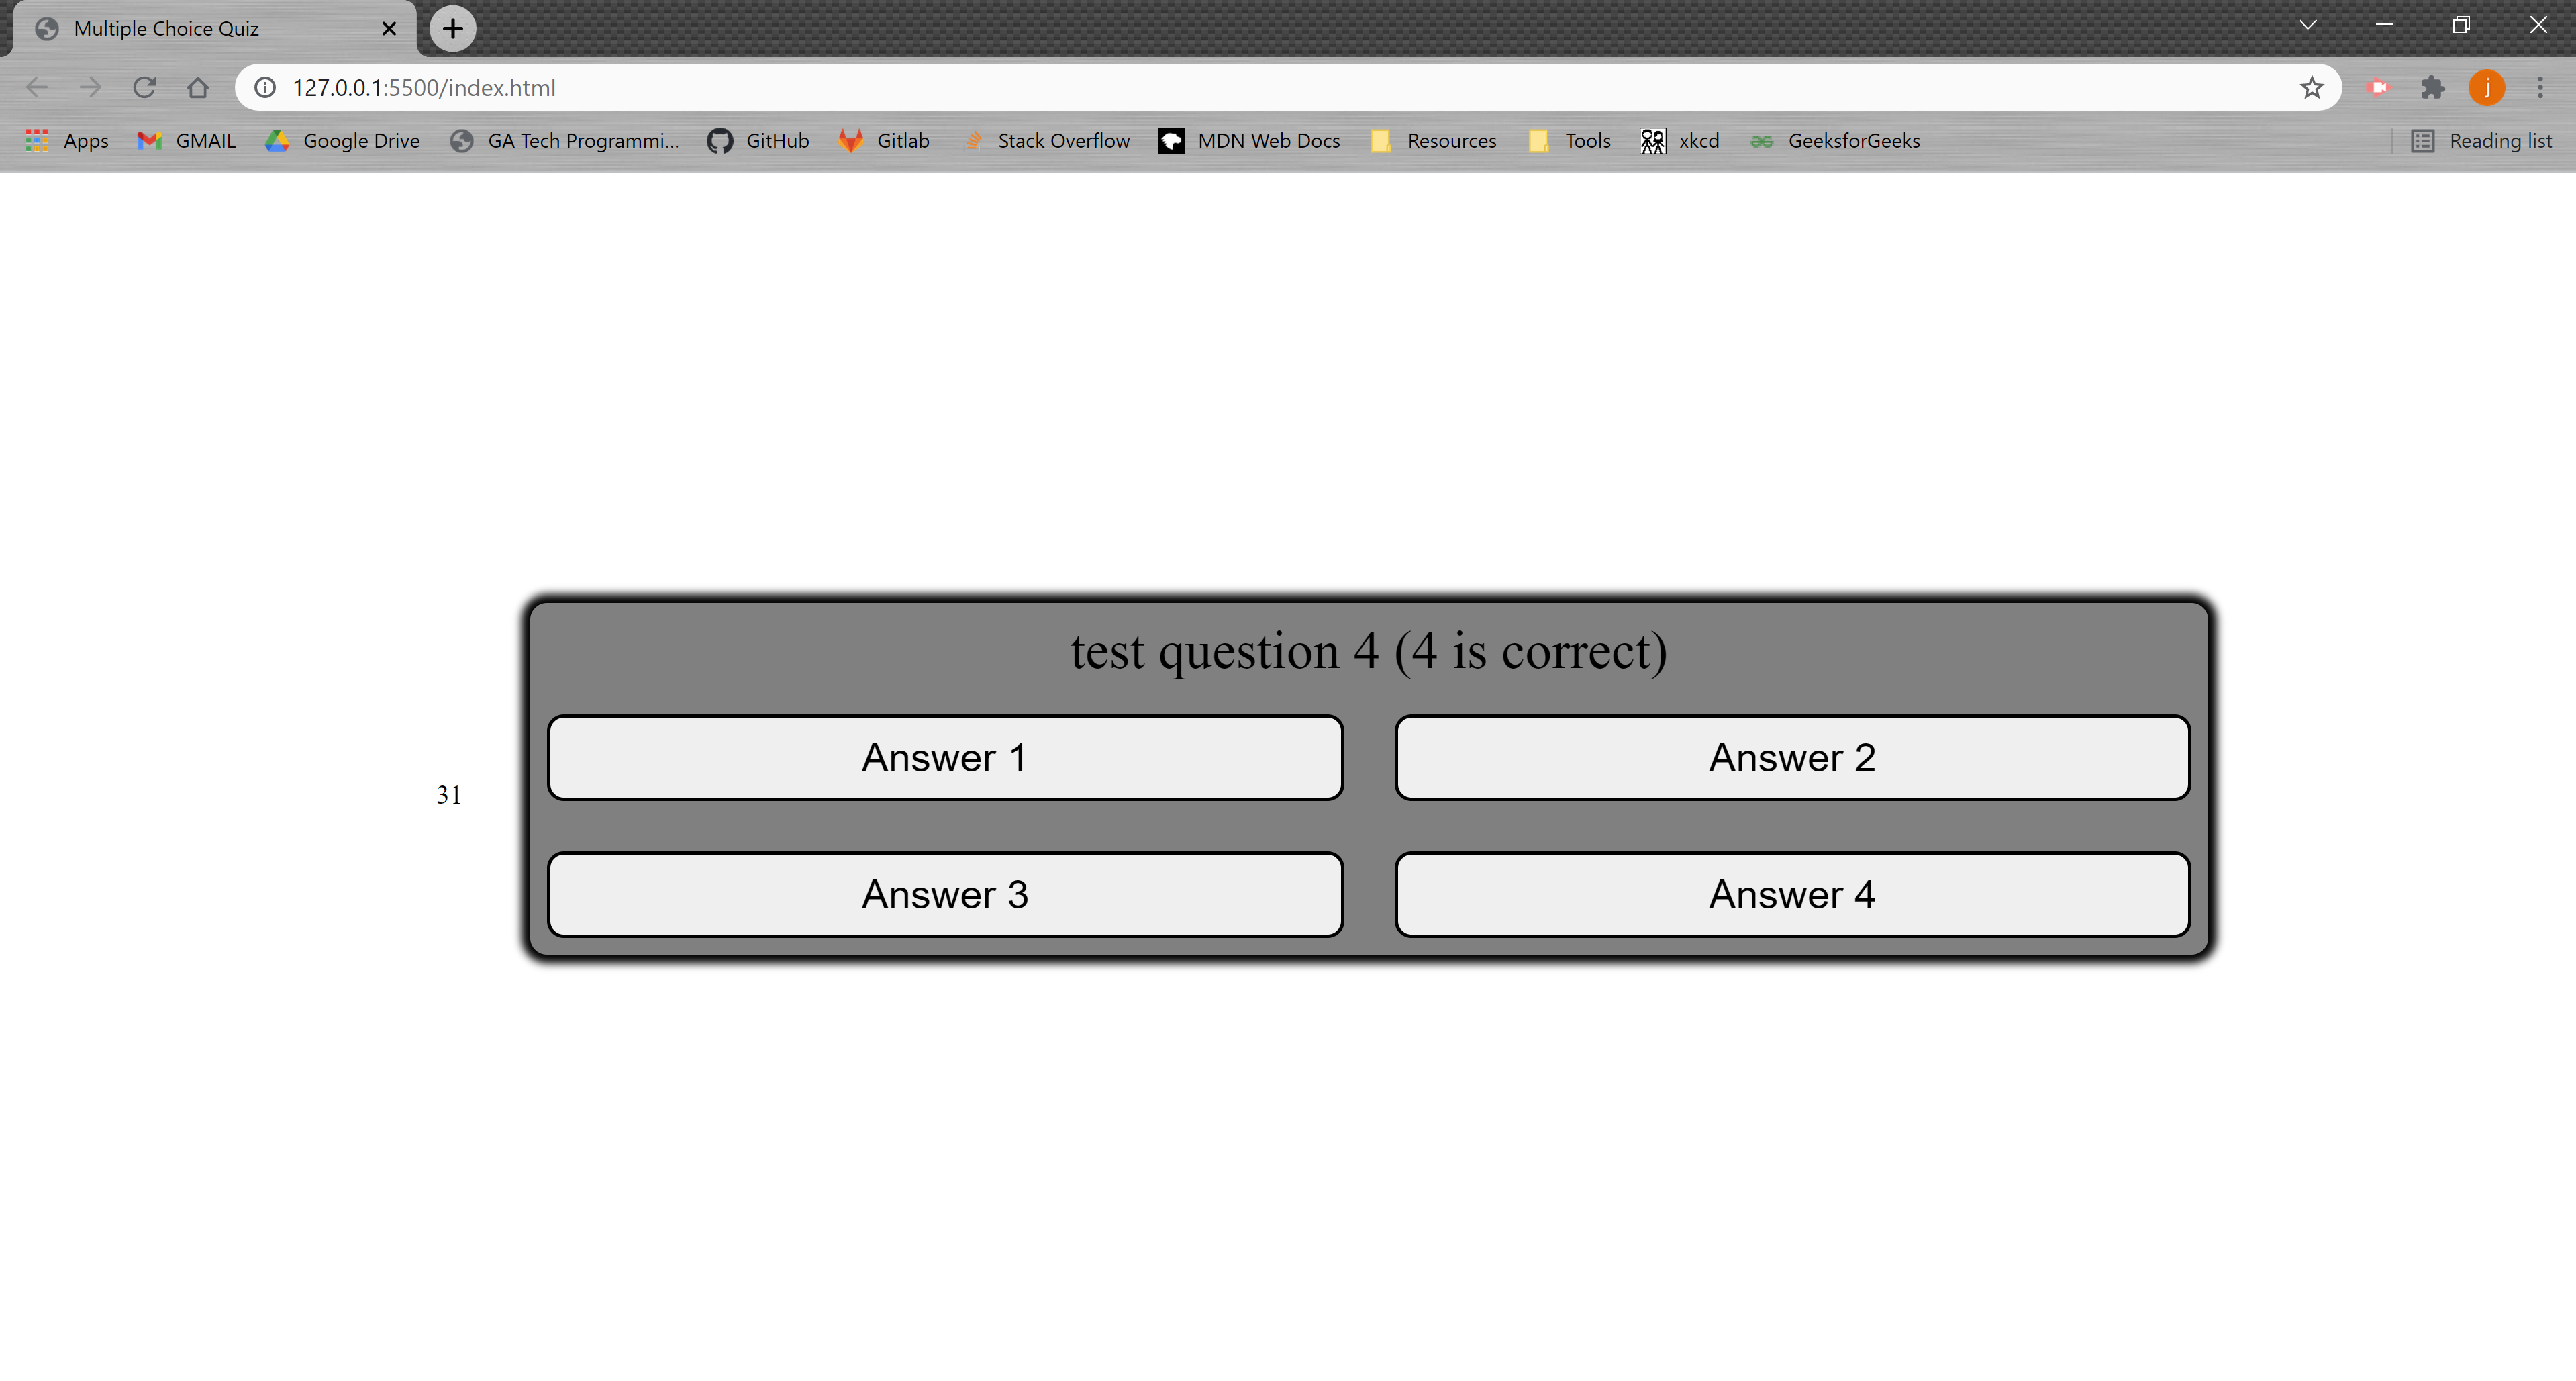 Multiple Choice Quiz
127.0.0.1:5500/index.html
j
Apps GMAIL Google Drive GA Tech Programmi... GitHub Gitlab Stack Overflow MDN Web Docs Resources Tools xkcd GeeksforGeeks Reading list
test question 4 (4 is correct)
Answer 1 Answer 2
31
Answer 3 Answer 4